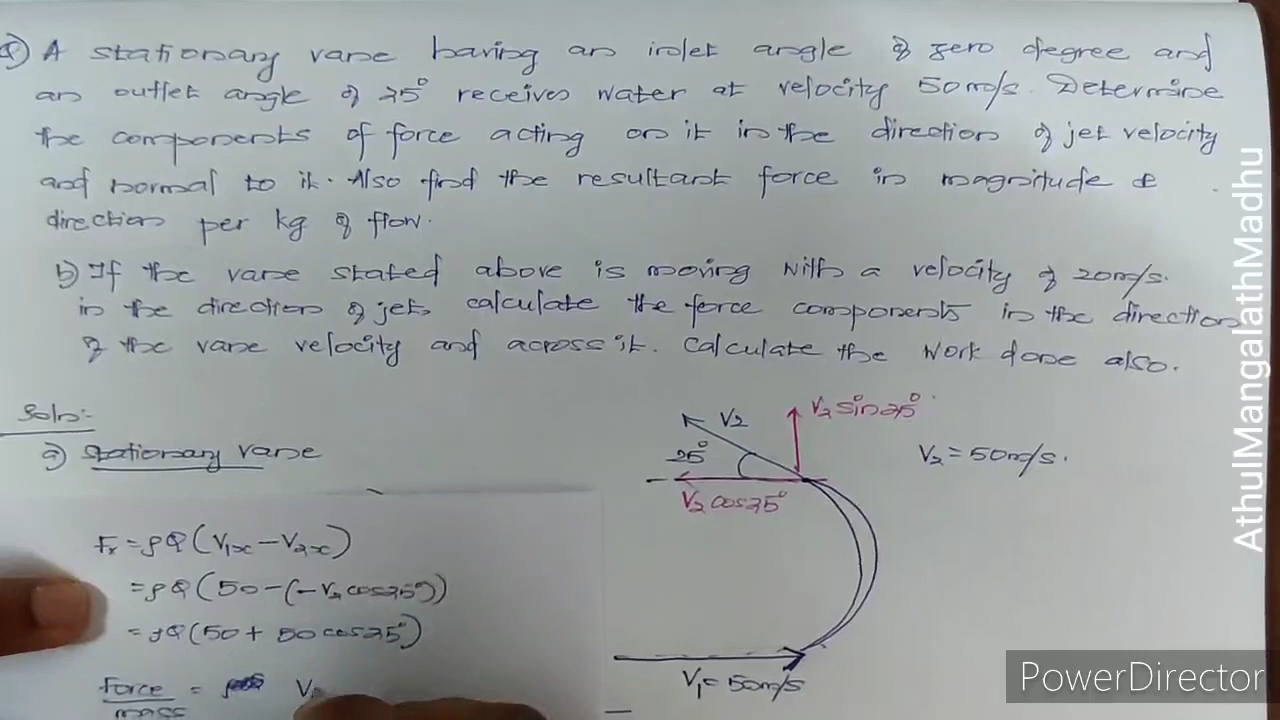 Q) A stationary vane having an inlet angle of zero degree and
an outlet angle of 25° receives water at velocity 50m/s. Determine
the components of force acting on it in the direction of jet velocity
and normal to it. Also find the resultant force in magnitude &
direction per kg of flow.
b) If the vane stated above is moving with a velocity of 20m/s.
in the direction of jet, calculate the force components in the direction
of the vane velocity and across it. Calculate the work done also.
Soln:-
a) Stationary vane
V₂
V₂ sin25°
25°
V₂ = 50m/s.
V₂ cos25°
Fx = ρQ(V₁x - V₂x)
= ρQ(50-(-V₂cos25°))
= ρQ(50+ 50cos25°)
Force/mass =
V₁ = 50m/s
AthulMangalathMadhu
PowerDirector